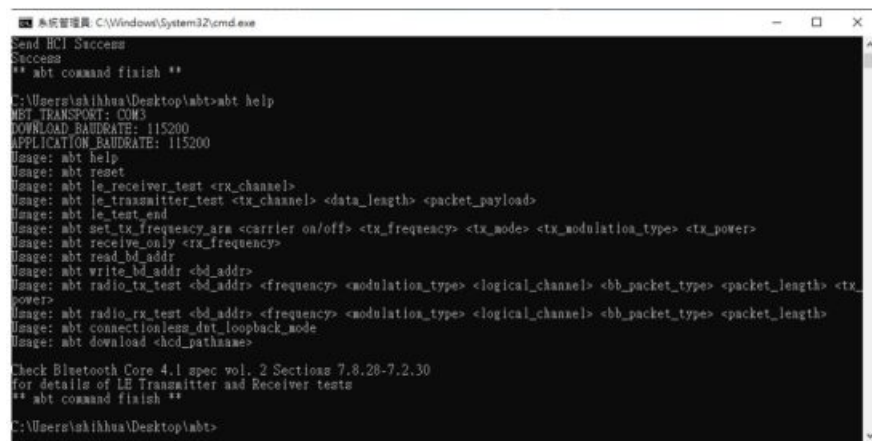 系統管理員: C:\Windows\System32\cmd.exe
Send HCI Success
Success
** mbt command finish **
C:\Users\shihhua\Desktop\mbt>mbt help
MBT_TRANSPORT: COM3
DOWNLOAD_BAUDRATE: 115200
APPLICATION_BAUDRATE: 115200
Usage: mbt help
Usage: mbt reset
Usage: mbt le_receiver_test <rx_channel>
Usage: mbt le_transmitter_test <tx_channel> <data_length> <packet_payload>
Usage: mbt le_test_end
Usage: mbt set_tx_frequency_arm <carrier on/off> <tx_frequency> <tx_mode> <tx_modulation_type> <tx_power>
Usage: mbt receive_only <rx_frequency>
Usage: mbt read_bd_addr
Usage: mbt write_bd_addr <bd_addr>
Usage: mbt radio_tx_test <bd_addr> <frequency> <modulation_type> <logical_channel> <bb_packet_type> <packet_length> <tx_
power>
Usage: mbt radio_rx_test <bd_addr> <frequency> <modulation_type> <logical_channel> <bb_packet_type> <packet_length>
Usage: mbt connectionless_dut_loopback_mode
Usage: mbt download <hcd_pathname>
Check Bluetooth Core 4.1 spec vol. 2 Sections 7.8.28-7.2.30
for details of LE Transmitter and Receiver tests
** mbt command finish **
C:\Users\shihhua\Desktop\mbt>